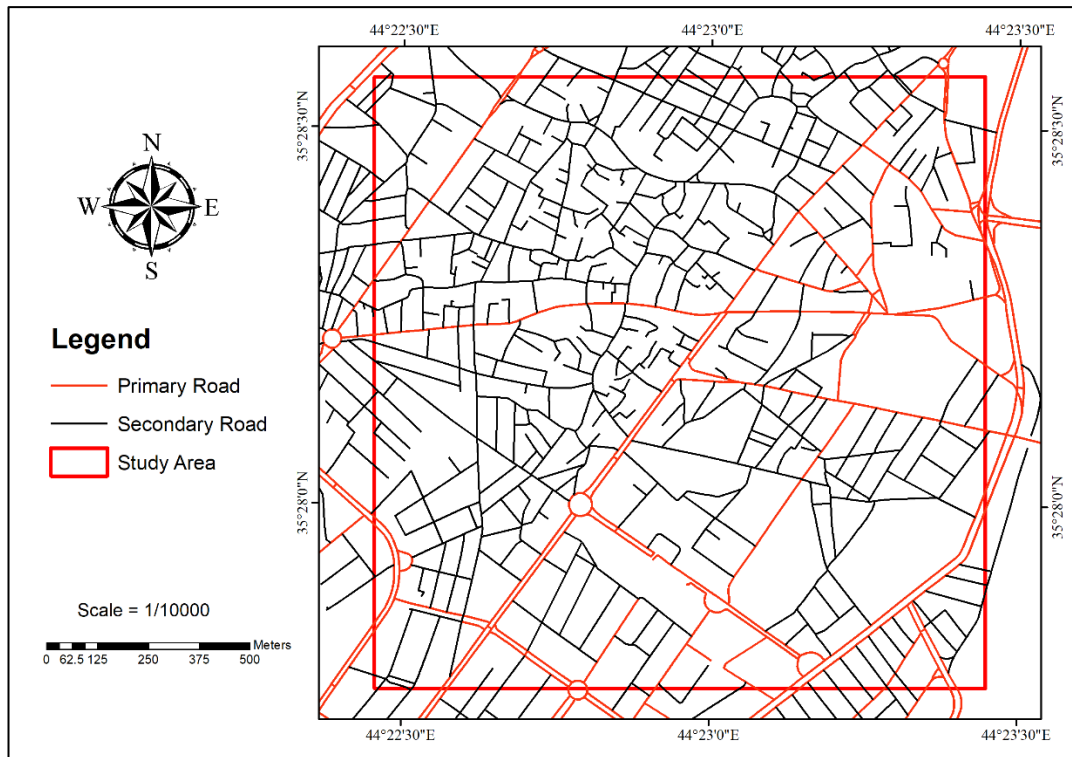 44°22'30"E 44°23'0"E 44°23'30"E
35°28'30"N 35°28'30"N
N
W E
S
Legend
Primary Road
Secondary Road
Study Area
35°28'0"N 35°28'0"N
Scale = 1/10000
Meters
0 62.5 125 250 375 500
44°22'30"E 44°23'0"E 44°23'30"E